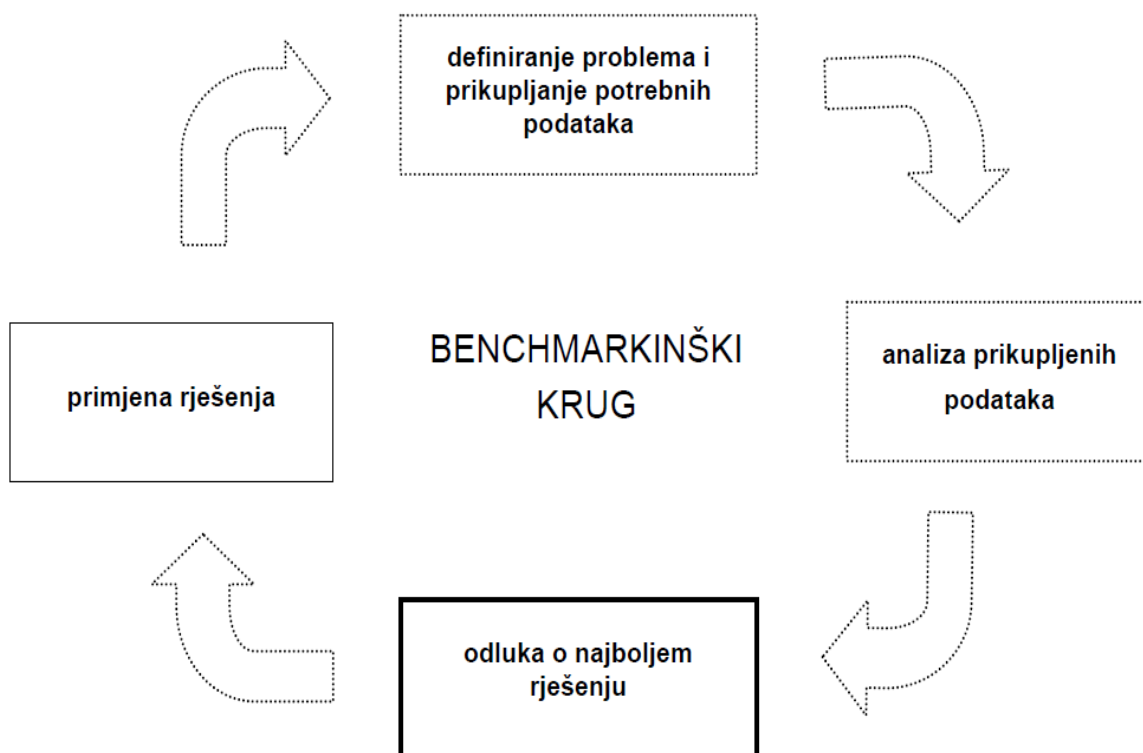 definiranje problema i
prikupljanje potrebnih
podataka
BENCHMARKINŠKI
KRUG
analiza prikupljenih
podataka
primjena rješenja
odluka o najboljem
rješenju